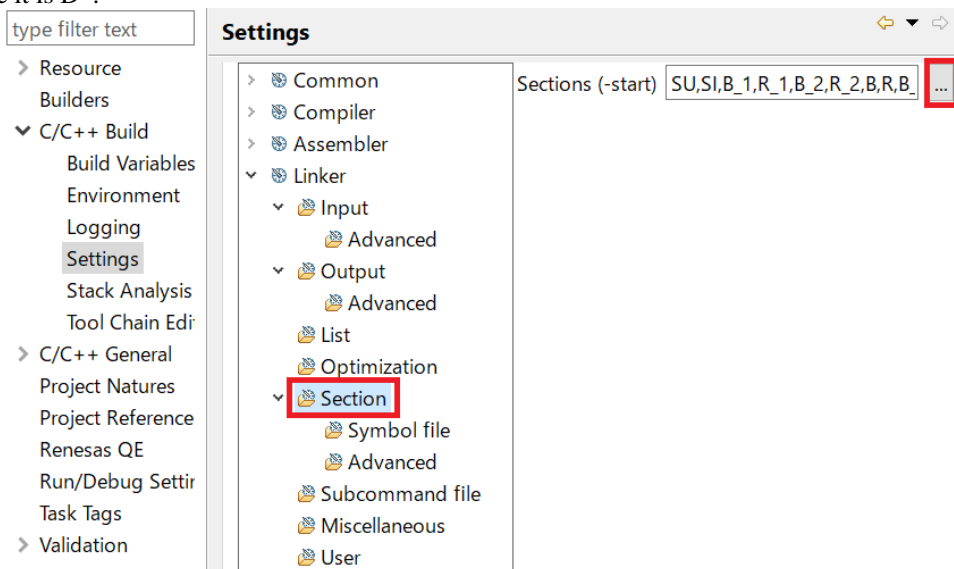 type filter text
Resource
Builders
C/C++ Build
Build Variables
Environment
Logging
Settings
Stack Analysis
Tool Chain
C/C++ General
Project Natures
Project Reference
Renesas QE
Run/Debug
Task Tags
Validation
Settings
Common
Compiler
Assembler
Linker
Input
Advanced
Output
Advanced
List
Optimization
Section
Symbol file
Advanced
Subcommand file
Miscellaneous
User
Sections (-start) SU,SI,B_1,R_1,B_2,R_2,B,R,B_ ...